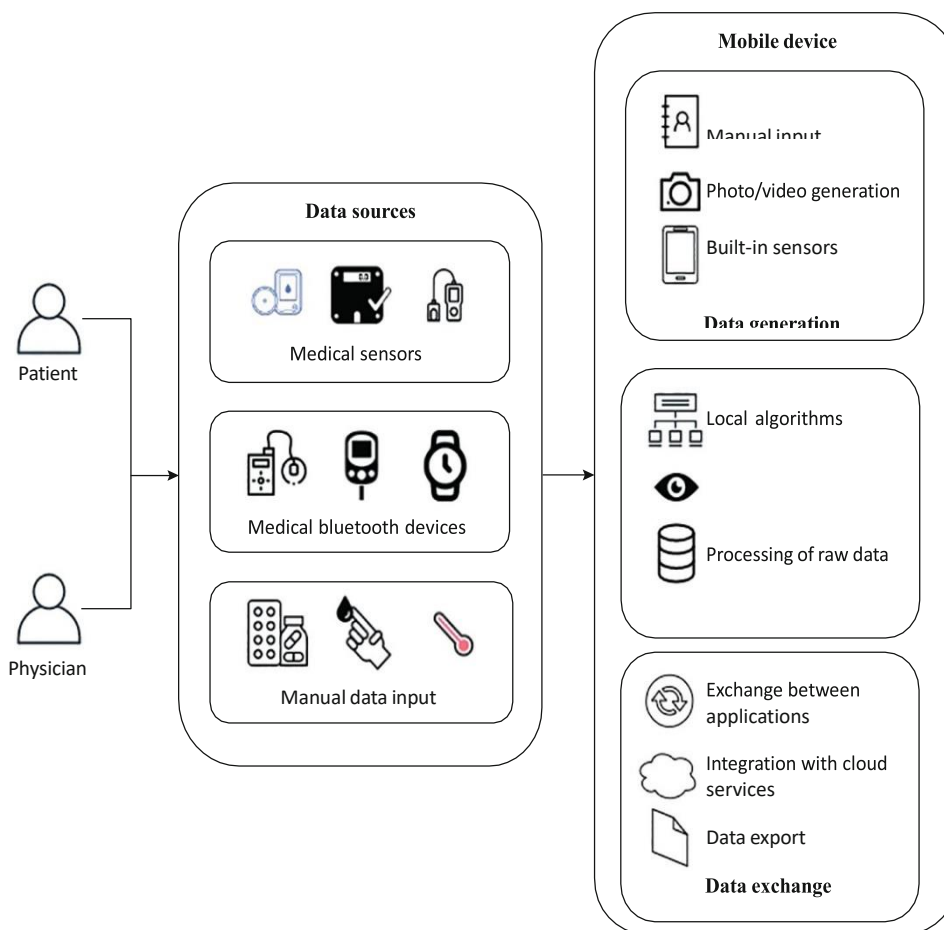 Mobile device
Manual input
Photo/video generation
Built-in sensors
Data generation
Data sources
Medical sensors
Medical bluetooth devices
Manual data input
Patient
Physician
Local algorithms
Processing of raw data
Exchange between
applications
Integration with cloud
services
Data export
Data exchange